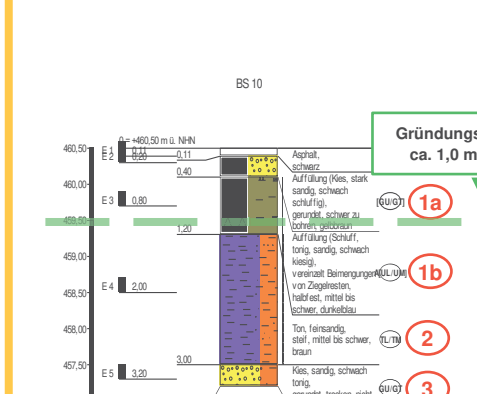 BS 10
Gründungs
ca. 1,0 m
0 = +460,50 m ü. NHN
460,50
E 1 0,11
E 2 0,20
0,11
Asphalt,
schwarz
0,40
460,00
Auffüllung (Kies, stark
sandig, schwach
schluffig),
gerundet, schwer zu
bohren, gelbbraun
E 3 0,80
[GU/GT]
1a
459,50
1,20
Auffüllung (Schluff,
tonig, sandig, schwach
kiesig),
vereinzelt Beimengungen
von Ziegelresten,
halbfest, mittel bis
schwer, dunkelblau
459,00
A[UL/UM]
1b
458,50
E 4 2,00
458,00
Ton, feinsandig,
steif, mittel bis schwer,
braun
TL/TM
2
457,50
3,00
E 5 3,20
Kies, sandig, schwach
tonig,
gerundet, trocken, nicht
GU/GT
3